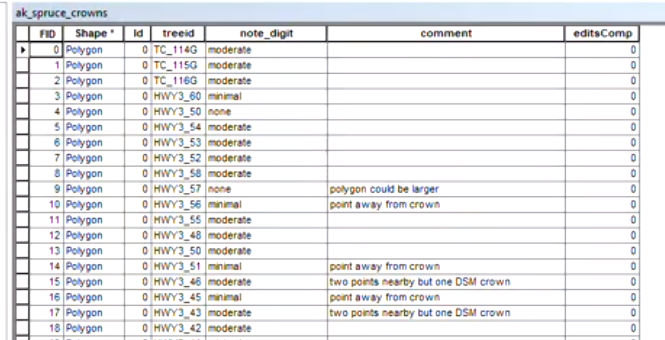 ak_spruce_crowns
FID Shape * Id treeid note_digit comment editsComp
0 Polygon 0 TC_114G moderate 0
1 Polygon 0 TC_115G moderate 0
2 Polygon 0 TC_116G moderate 0
3 Polygon 0 HWY3_60 minimal 0
4 Polygon 0 HWY3_50 none 0
5 Polygon 0 HWY3_54 moderate 0
6 Polygon 0 HWY3_53 moderate 0
7 Polygon 0 HWY3_52 moderate 0
8 Polygon 0 HWY3_58 moderate 0
9 Polygon 0 HWY3_57 none polygon could be larger 0
10 Polygon 0 HWY3_56 minimal point away from crown 0
11 Polygon 0 HWY3_55 moderate 0
12 Polygon 0 HWY3_48 moderate 0
13 Polygon 0 HWY3_50 moderate 0
14 Polygon 0 HWY3_51 minimal point away from crown 0
15 Polygon 0 HWY3_46 moderate two points nearby but one DSM crown 0
16 Polygon 0 HWY3_45 minimal point away from crown 0
17 Polygon 0 HWY3_43 moderate two points nearby but one DSM crown 0
18 Polygon 0 HWY3_42 moderate 0